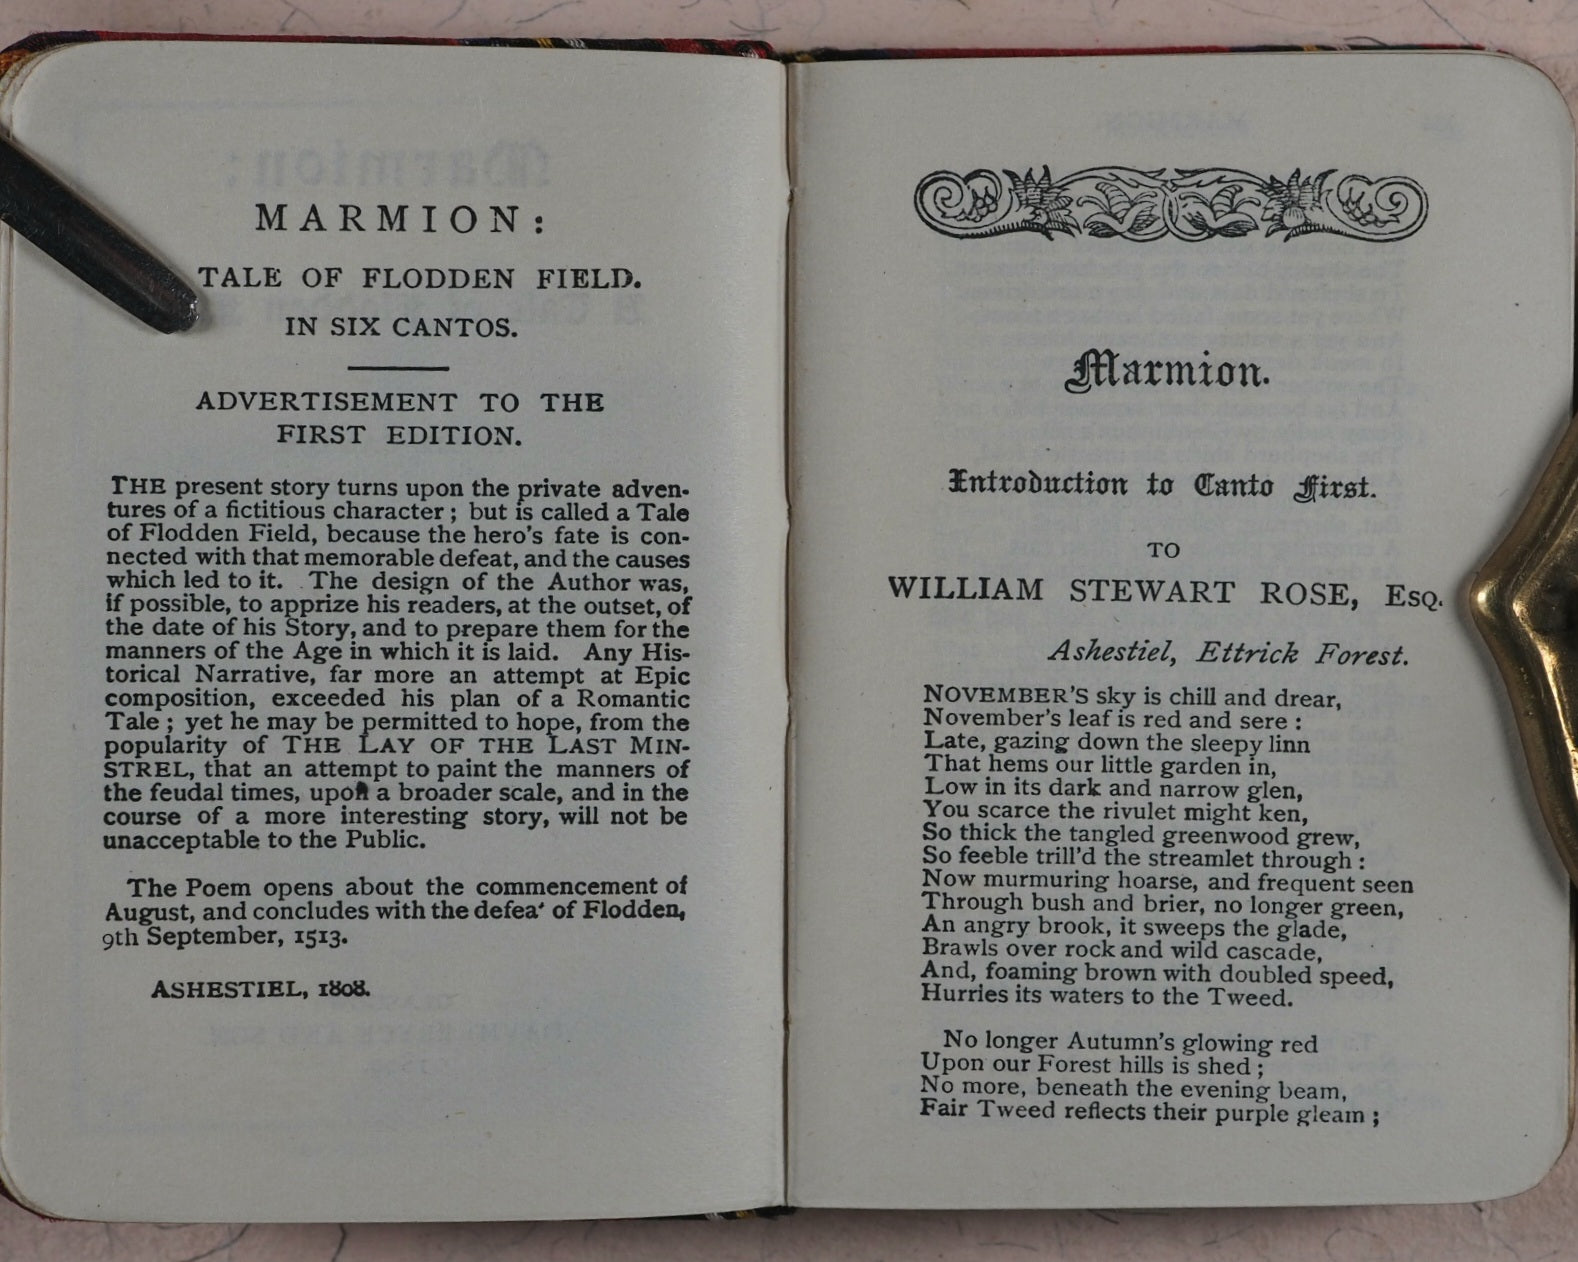 MARMION:
TALE OF FLODDEN FIELD.
IN SIX CANTOS.
ADVERTISEMENT TO THE
FIRST EDITION.
THE present story turns upon the private adven-
tures of a fictitious character; but is called a Tale
of Flodden Field, because the hero's fate is con-
nected with that memorable defeat, and the causes
which led to it. The design of the Author was,
if possible, to apprize his readers, at the outset, of
the date of his Story, and to prepare them for the
manners of the Age in which it is laid. Any His-
torical Narrative, far more an attempt at Epic
composition, exceeded his plan of a Romantic
Tale; yet he may be permitted to hope, from the
popularity of THE LAY OF THE LAST MIN-
STREL, that an attempt to paint the manners of
the feudal times, upon a broader scale, and in the
course of a more interesting story, will not be
unacceptable to the Public.
The Poem opens about the commencement of
August, and concludes with the defea' of Flodden,
9th September, 1513.
ASHESTIEL, 1808.
Marmion.
Introduction to Canto First.
TO
WILLIAM STEWART ROSE, ESQ.
Ashestiel, Ettrick Forest.
NOVEMBER'S sky is chill and drear,
November's leaf is red and sere:
Late, gazing down the sleepy linn
That hems our little garden in,
Low in its dark and narrow glen,
You scarce the rivulet might ken,
So thick the tangled greenwood grew,
So feeble trill'd the streamlet through:
Now murmuring hoarse, and frequent seen
Through bush and brier, no longer green,
An angry brook, it sweeps the glade,
Brawls over rock and wild cascade,
And, foaming brown with doubled speed,
Hurries its waters to the Tweed.
No longer Autumn's glowing red
Upon our Forest hills is shed;
No more, beneath the evening beam,
Fair Tweed reflects their purple gleam;